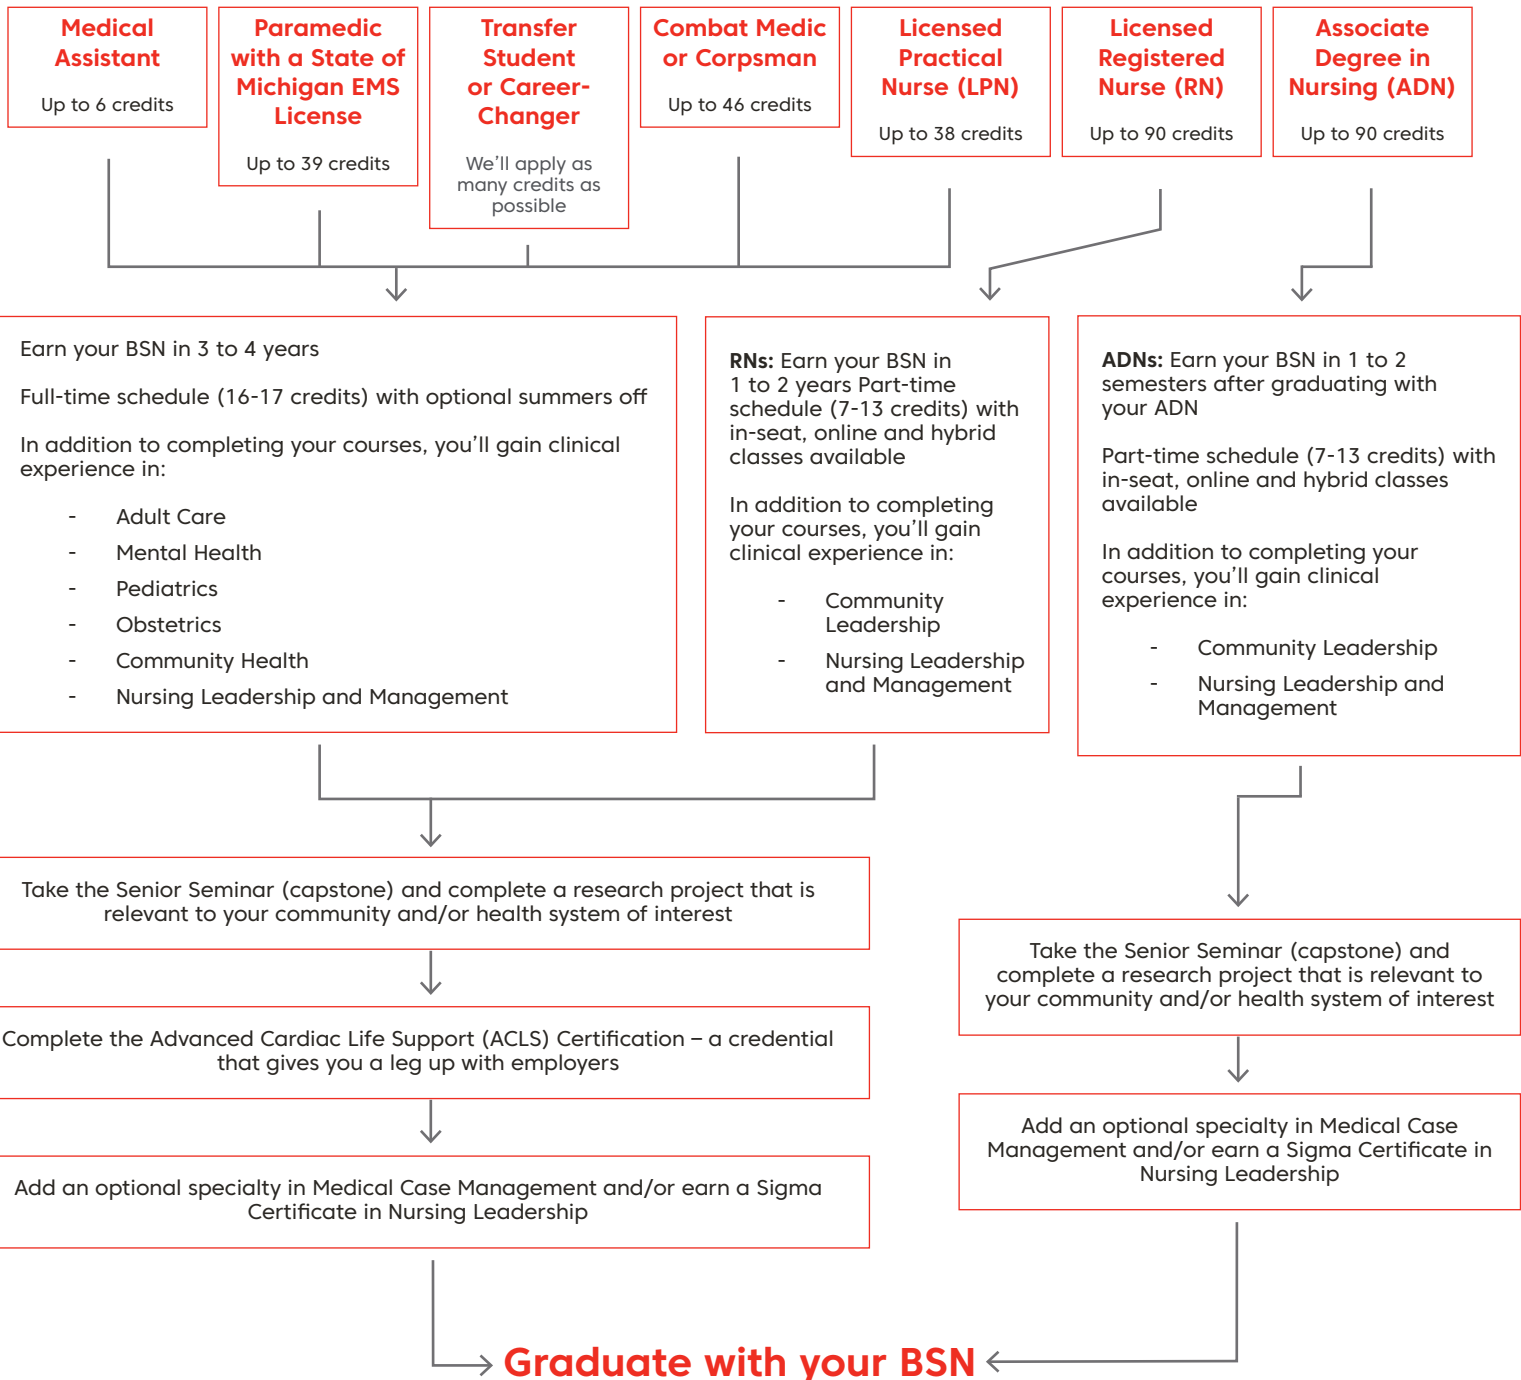 Medical
Assistant
Up to 6 credits
Paramedic
with a State of
Michigan EMS
License
Up to 39 credits
Transfer
Student
or Career-
Changer
We'll apply as
many credits as
possible
Combat Medic
or Corpsman
Up to 46 credits
Licensed
Practical
Nurse (LPN)
Up to 38 credits
Licensed
Registered
Nurse (RN)
Up to 90 credits
Associate
Degree in
Nursing (ADN)
Up to 90 credits
Earn your BSN in 3 to 4 years
Full-time schedule (16-17 credits) with optional summers off
In addition to completing your courses, you'll gain clinical
experience in:
- Adult Care
- Mental Health
- Pediatrics
- Obstetrics
- Community Health
- Nursing Leadership and Management
RNs: Earn your BSN in
1 to 2 years Part-time
schedule (7-13 credits) with
in-seat, online and hybrid
classes available
In addition to completing
your courses, you'll gain
clinical experience in:
- Community
Leadership
- Nursing Leadership
and Management
ADNs: Earn your BSN in 1 to 2
semesters after graduating with
your ADN
Part-time schedule (7-13 credits) with
in-seat, online and hybrid classes
available
In addition to completing your
courses, you'll gain clinical
experience in:
- Community Leadership
- Nursing Leadership and
Management
Take the Senior Seminar (capstone) and complete a research project that is
relevant to your community and/or health system of interest
Complete the Advanced Cardiac Life Support (ACLS) Certification – a credential
that gives you a leg up with employers
Add an optional specialty in Medical Case Management and/or earn a Sigma
Certificate in Nursing Leadership
Take the Senior Seminar (capstone) and
complete a research project that is relevant to
your community and/or health system of interest
Add an optional specialty in Medical Case
Management and/or earn a Sigma Certificate in
Nursing Leadership
Graduate with your BSN